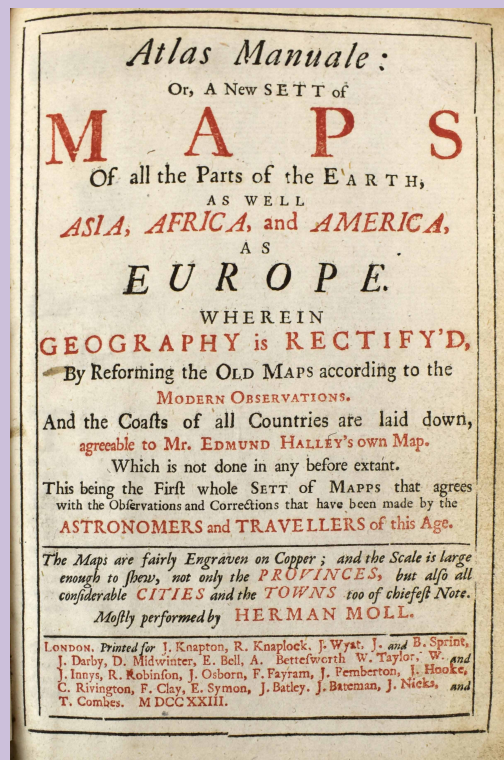 Atlas Manuale:
Or, A New SETT of
MAPS
Of all the Parts of the EARTH,
AS WELL
ASIA, AFRICA, and AMERICA,
AS
EUROPE.
WHEREIN
GEOGRAPHY is RECTIFY'D,
By Reforming the OLD MAPS according to the
MODERN OBSERVATIONS.
And the Coaſts of all Countries are laid down,
agreeable to Mr. EDMUND HALLEY's own Map.
Which is not done in any before extant.
This being the Firſt whole SETT of MAPPS that agrees
with the Obſervations and Corrections that have been made by the
ASTRONOMERS and TRAVELLERS of this Age.
The Maps are fairly Engraven on Copper; and the Scale is large
enough to ſhew, not only the PROVINCES, but alſo all
conſiderable CITIES and the TOWNS too of chiefeſt Note.
Moſtly performed by HERMAN MOLL.
LONDON, Printed for J. Knapton, R. Knaplock. J. Wyat. J. and B. Sprint,
J. Darby, D. Midwinter, E. Bell, A. Betteſworth W. Taylor, W. and
J. Innys, R. Robinſon, J. Osborn, F. Fayram, J. Pemberton, J. Hooke,
C. Rivington, F. Clay, E. Symon, J. Batley. J. Bateman, J. Nicks, and
T. Combes. M DCC XXIII.